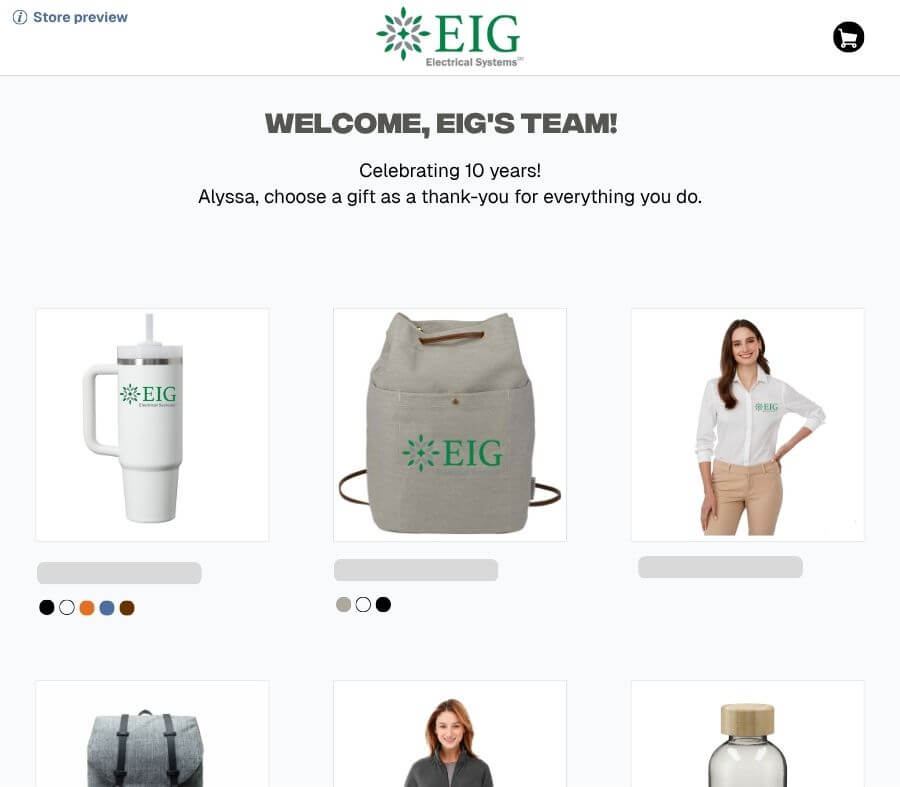 Store preview
EIG
Electrical Systems
WELCOME, EIG'S TEAM!
Celebrating 10 years!
Alyssa, choose a gift as a thank-you for everything you do.
EIG
Electrical Systems
EIG
EIG